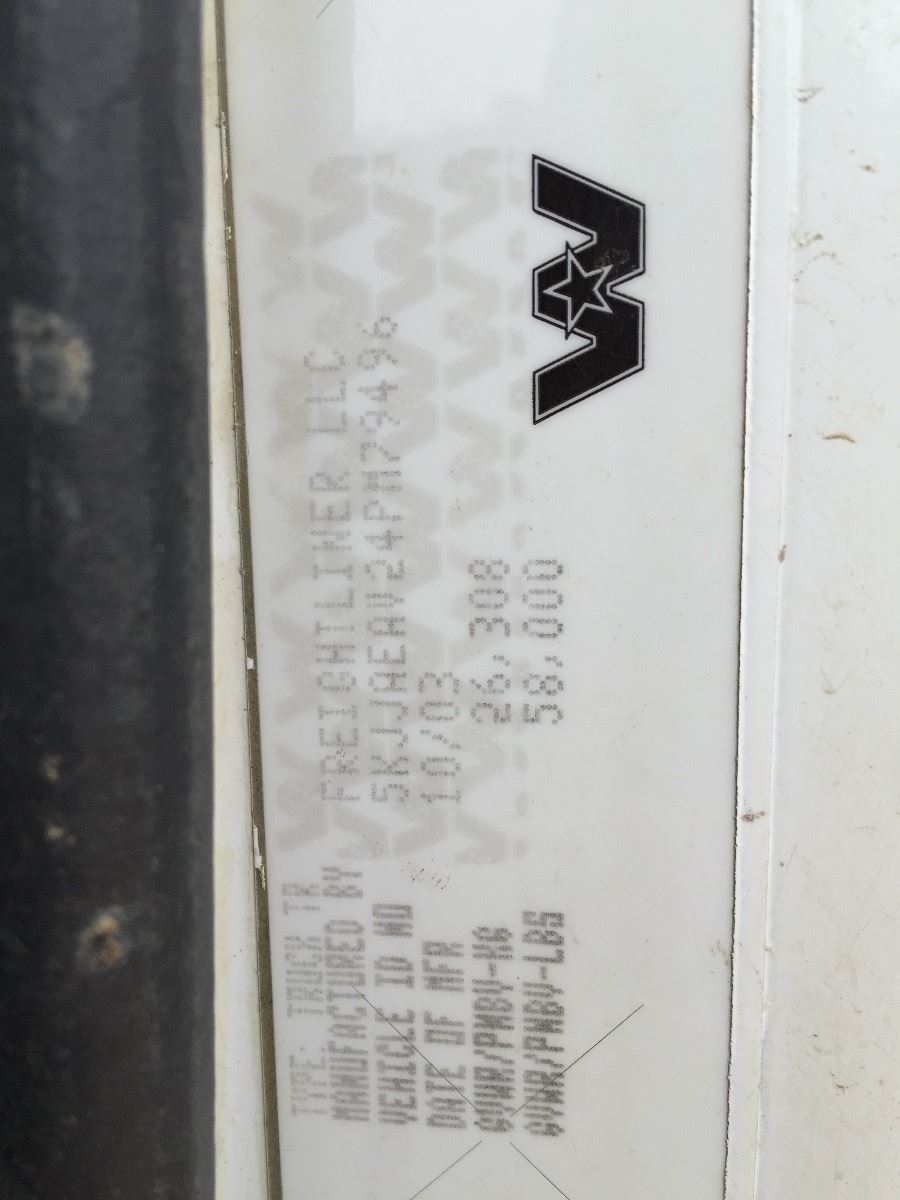 TYPE: TRUCK TR
MANUFACTURED BY FREIGHTLINER LLC
VEHICLE ID NO 5KJJAEAV24PM79496
DATE OF MFR 10/03
GVWR/PNBV-KG 26,308
GVWR/PNBV-LBS 58,000